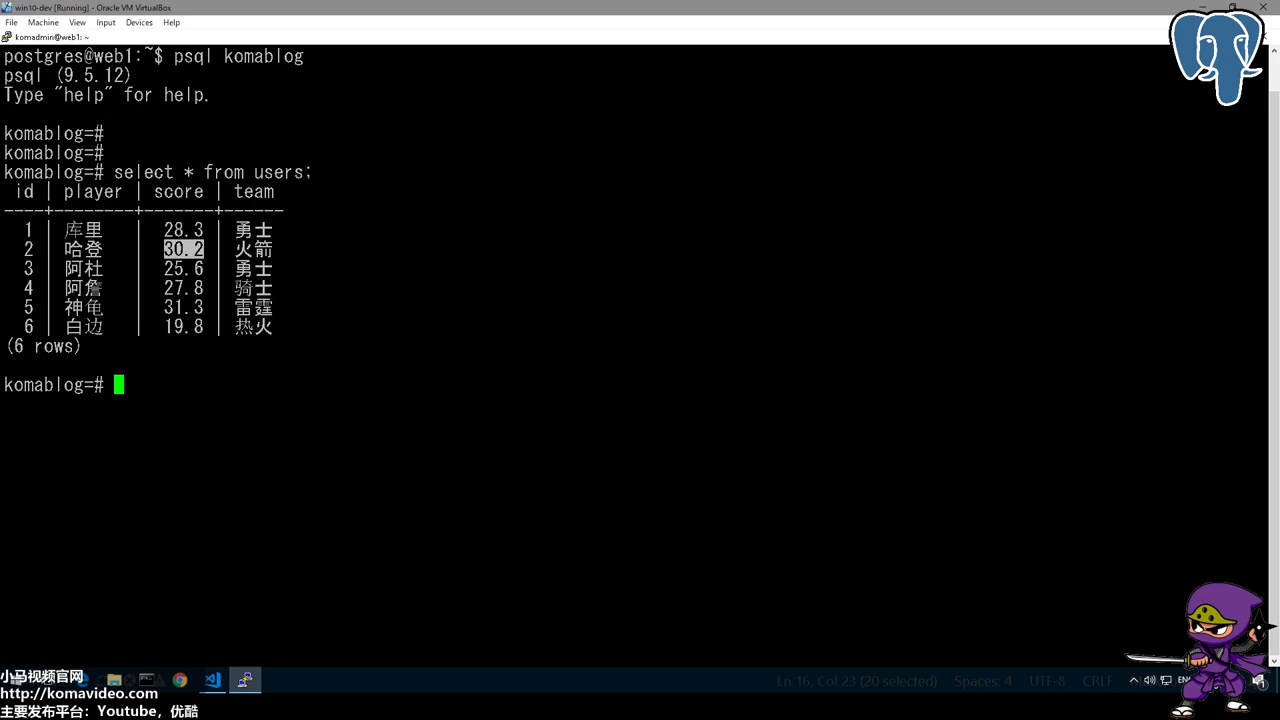 win10-dev [Running] - Oracle VM VirtualBox
File Machine View Input Devices Help
komadmin@web1: ~
postgres@web1:~$ psql komablog
psql (9.5.12)
Type "help" for help.
komablog=#
komablog=#
komablog=# select * from users;
id | player | score | team
----+--------+-------+------
1 | 库里 | 28.3 | 勇士
2 | 哈登 | 30.2 | 火箭
3 | 阿杜 | 25.6 | 勇士
4 | 阿詹 | 27.8 | 骑士
5 | 神龟 | 31.3 | 雷霆
6 | 白边 | 19.8 | 热火
(6 rows)
komablog=#
小马视频官网
http://komavideo.com
主要发布平台：Youtube，优酷
Ln 16, Col 23 (20 selected) Spaces: 4 UTF-8 CRLF